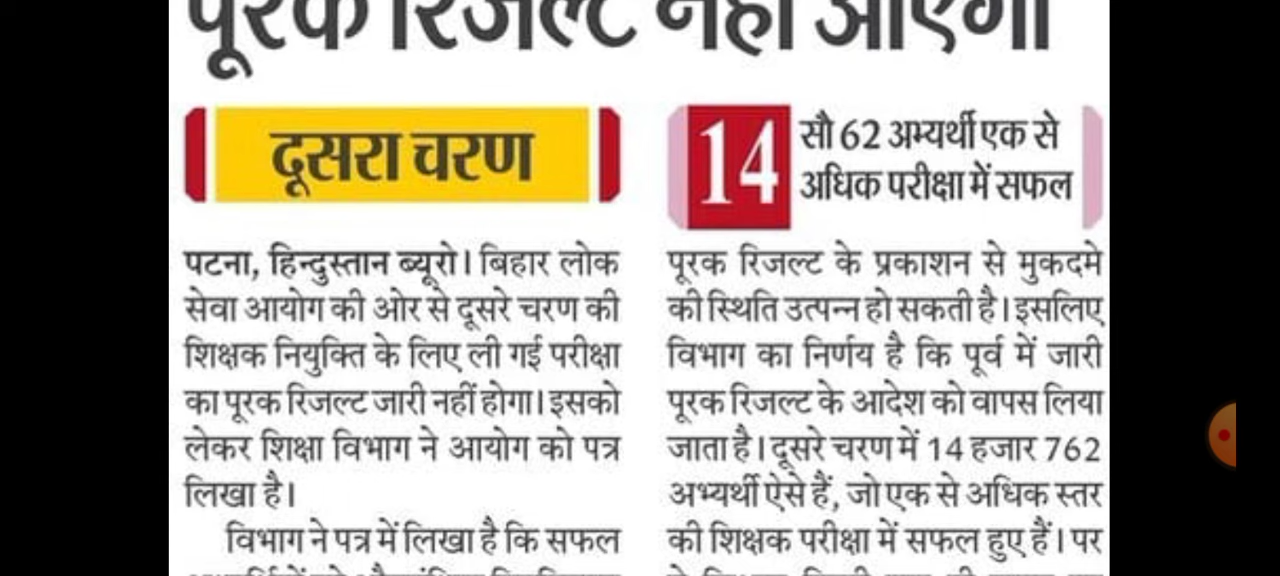 पूरक रिजल्ट नहीं आएगा
दूसरा चरण
14 सौ 62 अभ्यर्थी एक से
अधिक परीक्षा में सफल
पटना, हिन्दुस्तान ब्यूरो। बिहार लोक
सेवा आयोग की ओर से दूसरे चरण की
शिक्षक नियुक्ति के लिए ली गई परीक्षा
का पूरक रिजल्ट जारी नहीं होगा। इसको
लेकर शिक्षा विभाग ने आयोग को पत्र
लिखा है।
विभाग ने पत्र में लिखा है कि सफल
पूरक रिजल्ट के प्रकाशन से मुकदमे
की स्थिति उत्पन्न हो सकती है। इसलिए
विभाग का निर्णय है कि पूर्व में जारी
पूरक रिजल्ट के आदेश को वापस लिया
जाता है। दूसरे चरण में 14 हजार 762
अभ्यर्थी ऐसे हैं, जो एक से अधिक स्तर
की शिक्षक परीक्षा में सफल हुए हैं। पर